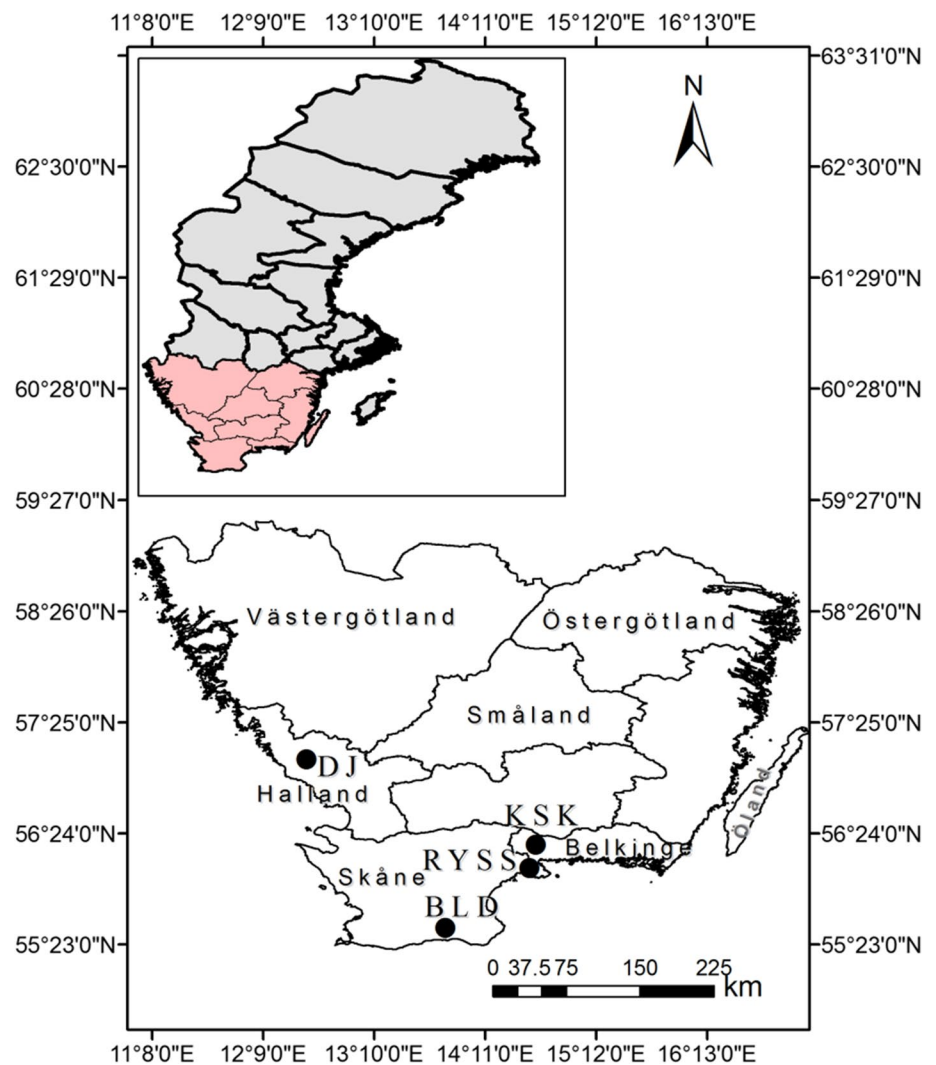 11°8'0"E 12°9'0"E 13°10'0"E 14°11'0"E 15°12'0"E 16°13'0"E
63°31'0"N
N
62°30'0"N 62°30'0"N
61°29'0"N 61°29'0"N
60°28'0"N 60°28'0"N
59°27'0"N 59°27'0"N
58°26'0"N Västergötland Östergötland 58°26'0"N
57°25'0"N Småland 57°25'0"N
DJ
Halland Öland
KSK
56°24'0"N 56°24'0"N
Belkinge
RYSS
Skåne
BLD
55°23'0"N 55°23'0"N
0 37.5 75 150 225
km
11°8'0"E 12°9'0"E 13°10'0"E 14°11'0"E 15°12'0"E 16°13'0"E